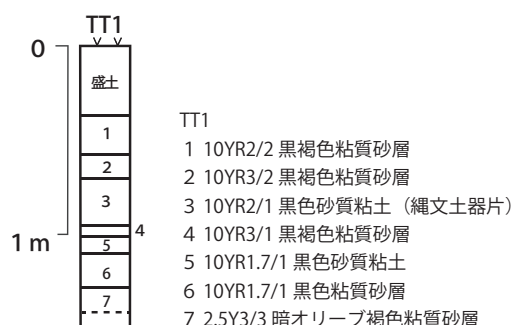 TT1
0
盛土
1
2
3
4
1 m
5
6
7
TT1
1 10YR2/2 黒褐色粘質砂層
2 10YR3/2 黒褐色粘質砂層
3 10YR2/1 黒色砂質粘土（縄文土器片）
4 10YR3/1 黒褐色粘質砂層
5 10YR1.7/1 黒色砂質粘土
6 10YR1.7/1 黒色粘質砂層
7 2.5Y3/3 暗オリーブ褐色粘質砂層